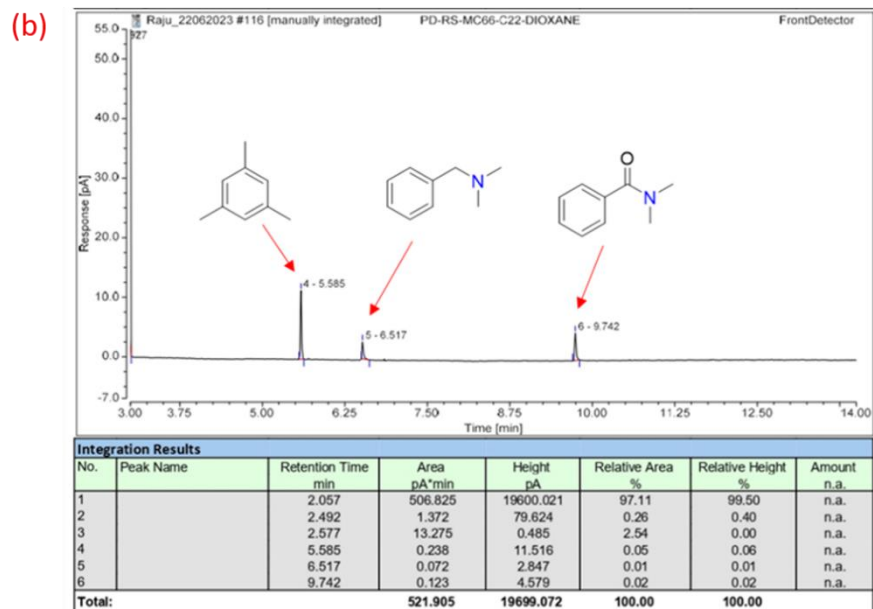 (b)
Raju_22062023 #116 [manually integrated] PD-RS-MC66-C22-DIOXANE FrontDetector
55.0
50.0
40.0
30.0
20.0
10.0
0.0
-7.0
Response [pA]
N
O
N
4 - 5.585
5 - 6.517
6 - 9.742
3.00 3.75 5.00 6.25 7.50 8.75 10.00 11.25 12.50 14.00
Time [min]
Integration Results
No. Peak Name Retention Time Area Height Relative Area Relative Height Amount
min pA*min pA % % n.a.
1 2.057 506.825 19600.021 97.11 99.50 n.a.
2 2.492 1.372 79.624 0.26 0.40 n.a.
3 2.577 13.275 0.485 2.54 0.00 n.a.
4 5.585 0.238 11.516 0.05 0.06 n.a.
5 6.517 0.072 2.847 0.01 0.01 n.a.
6 9.742 0.123 4.579 0.02 0.02 n.a.
Total: 521.905 19699.072 100.00 100.00